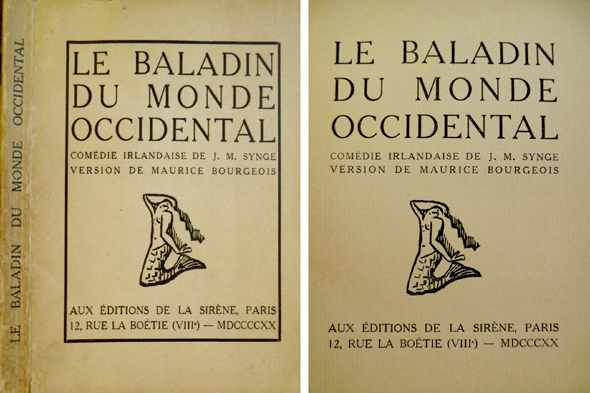 LE BALADIN DU MONDE OCCIDENTAL
LE BALADIN
DU MONDE
OCCIDENTAL
COMÉDIE IRLANDAISE DE J. M. SYNGE
VERSION DE MAURICE BOURGEOIS
AUX ÉDITIONS DE LA SIRÈNE, PARIS
12, RUE LA BOÉTIE (VIIIᵉ) — MDCCCCXX
LE BALADIN
DU MONDE
OCCIDENTAL
COMÉDIE IRLANDAISE DE J. M. SYNGE
VERSION DE MAURICE BOURGEOIS
AUX ÉDITIONS DE LA SIRÈNE, PARIS
12, RUE LA BOÉTIE (VIIIᵉ) — MDCCCXX